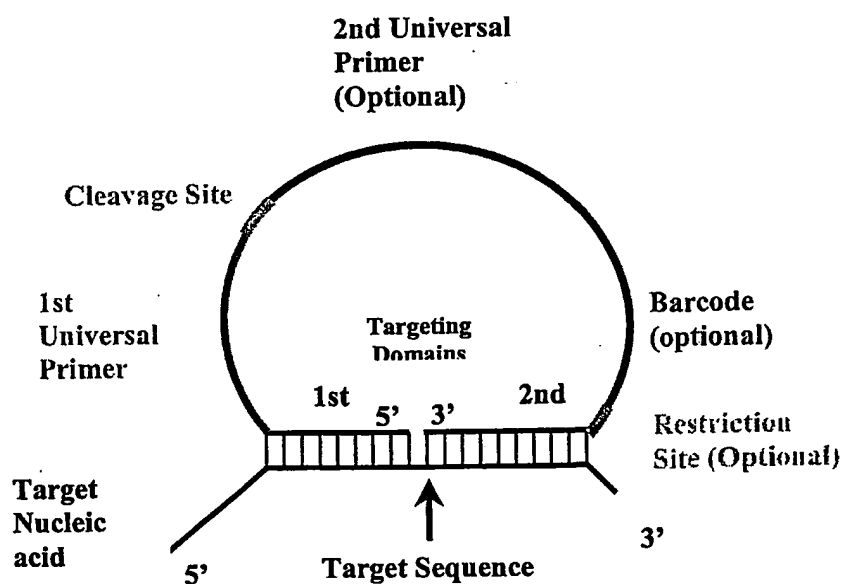 2nd Universal
Primer
(Optional)
Cleavage Site
1st
Universal
Primer
Targeting
Domains
Barcode
(optional)
1st
5’
3’
2nd
Restriction
Site (Optional)
Target
Nucleic
acid
5’
Target Sequence
3’